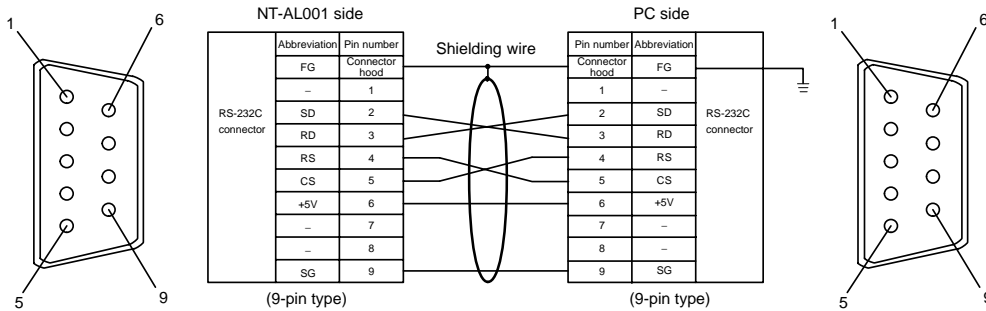 NT-AL001 side
PC side
1
6
5
9
Abbreviation Pin number
RS-232C connector
FG Connector hood
– 1
SD 2
RD 3
RS 4
CS 5
+5V 6
– 7
– 8
SG 9
(9-pin type)
Shielding wire
Pin number Abbreviation
Connector hood FG
1 –
2 SD
3 RD
4 RS
5 CS
6 +5V
7 –
8 –
9 SG
RS-232C connector
(9-pin type)
1
6
5
9